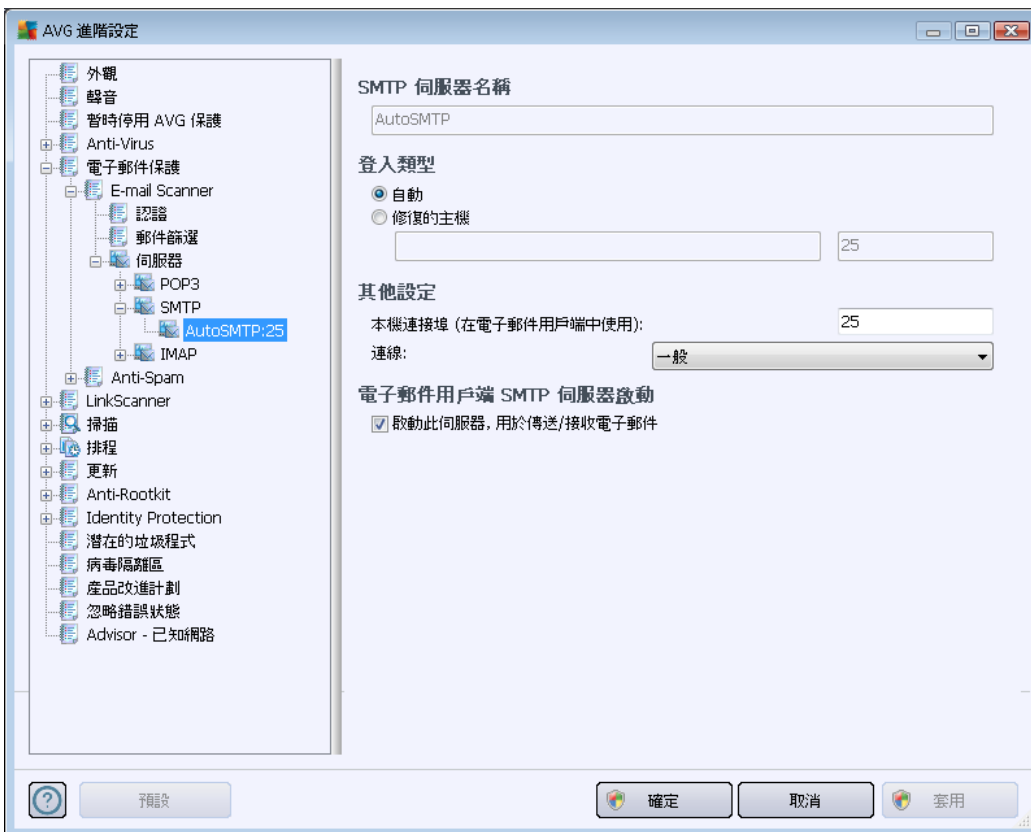 AVG 進階設定
外觀
聲音
暫時停用 AVG 保護
Anti-Virus
電子郵件保護
E-mail Scanner
認證
郵件篩選
伺服器
POP3
SMTP
AutoSMTP:25
IMAP
Anti-Spam
LinkScanner
掃描
排程
更新
Anti-Rootkit
Identity Protection
潛在的垃圾程式
病毒隔離區
產品改進計劃
忽略錯誤狀態
Advisor - 已知網路
SMTP 伺服器名稱
AutoSMTP
登入類型
自動
修復的主機
25
其他設定
本機連接埠 (在電子郵件用戶端中使用): 25
連線: 一般
電子郵件用戶端 SMTP 伺服器啟動
啟動此伺服器, 用於傳送/接收電子郵件
預設 確定 取消 套用